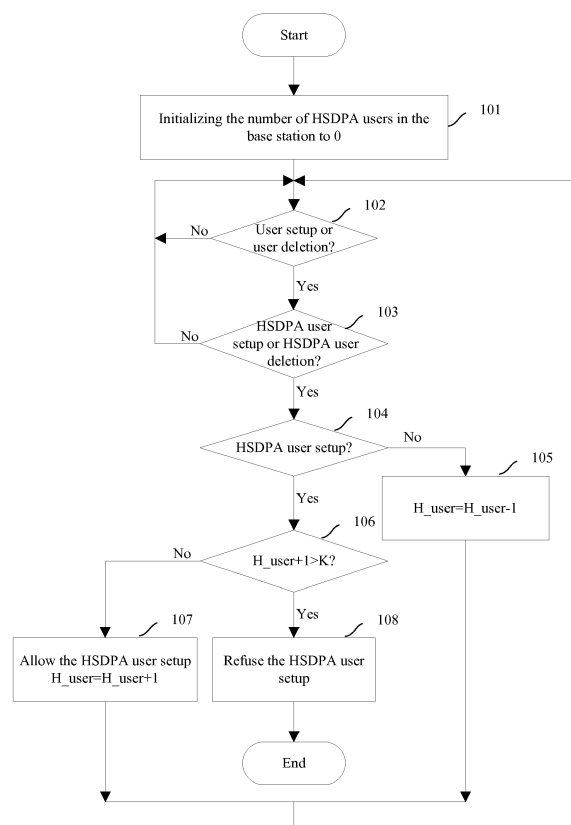 Start
Initializing the number of HSDPA users in the
base station to 0
101
102
User setup or
user deletion?
No
Yes
103
HSDPA user
setup or HSDPA user
deletion?
No
Yes
104
HSDPA user setup?
No
105
H_user=H_user-1
Yes
106
H_user+1>K?
No
Yes
107
Allow the HSDPA user setup
H_user=H_user+1
108
Refuse the HSDPA user
setup
End